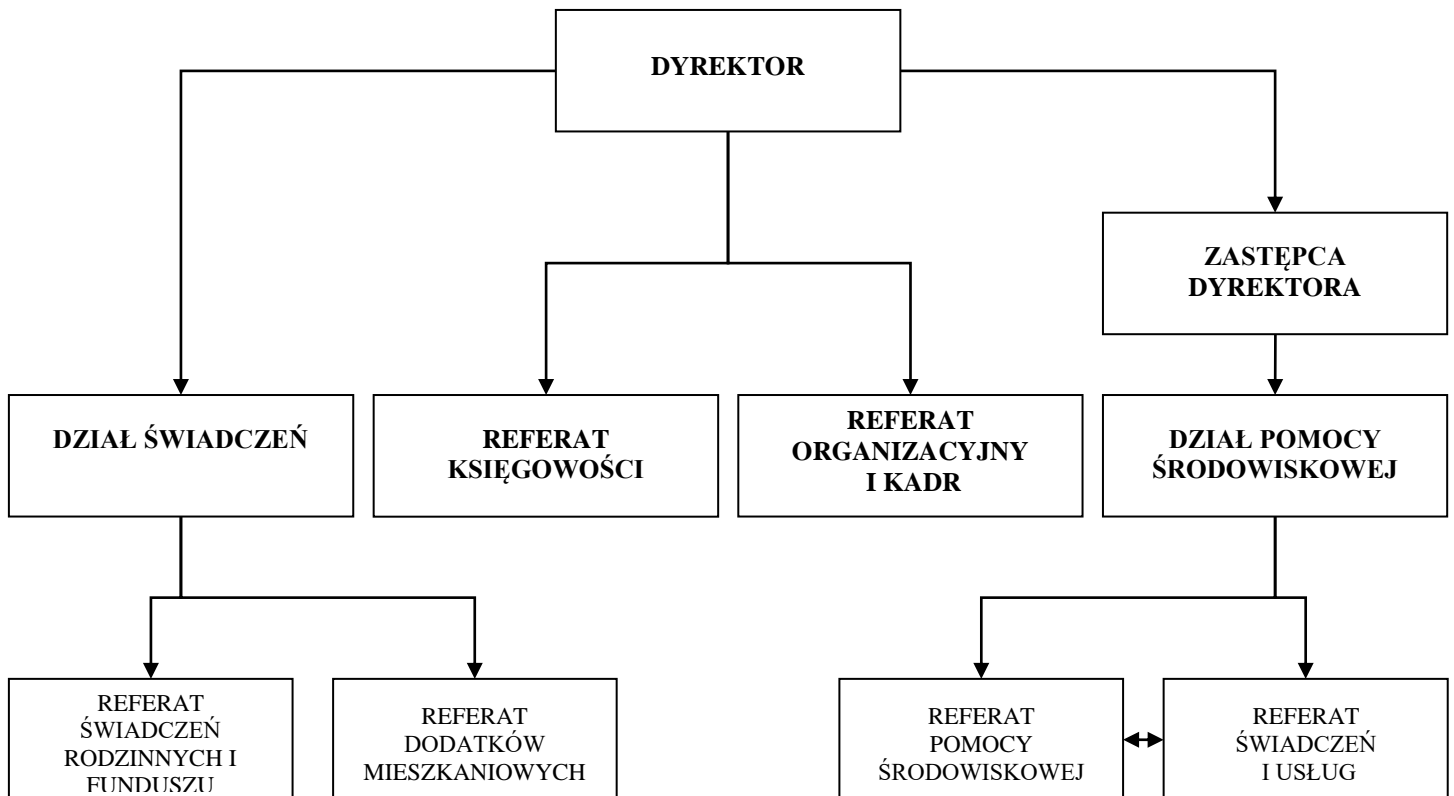 DYREKTOR
ZASTĘPCA
DYREKTORA
DZIAŁ ŚWIADCZEŃ
REFERAT
KSIĘGOWOŚCI
REFERAT
ORGANIZACYJNY
I KADR
DZIAŁ POMOCY
ŚRODOWISKOWEJ
REFERAT
ŚWIADCZEŃ
RODZINNYCH I
FUNDUSZU
REFERAT
DODATKÓW
MIESZKANIOWYCH
REFERAT
POMOCY
ŚRODOWISKOWEJ
REFERAT
ŚWIADCZEŃ
I USŁUG